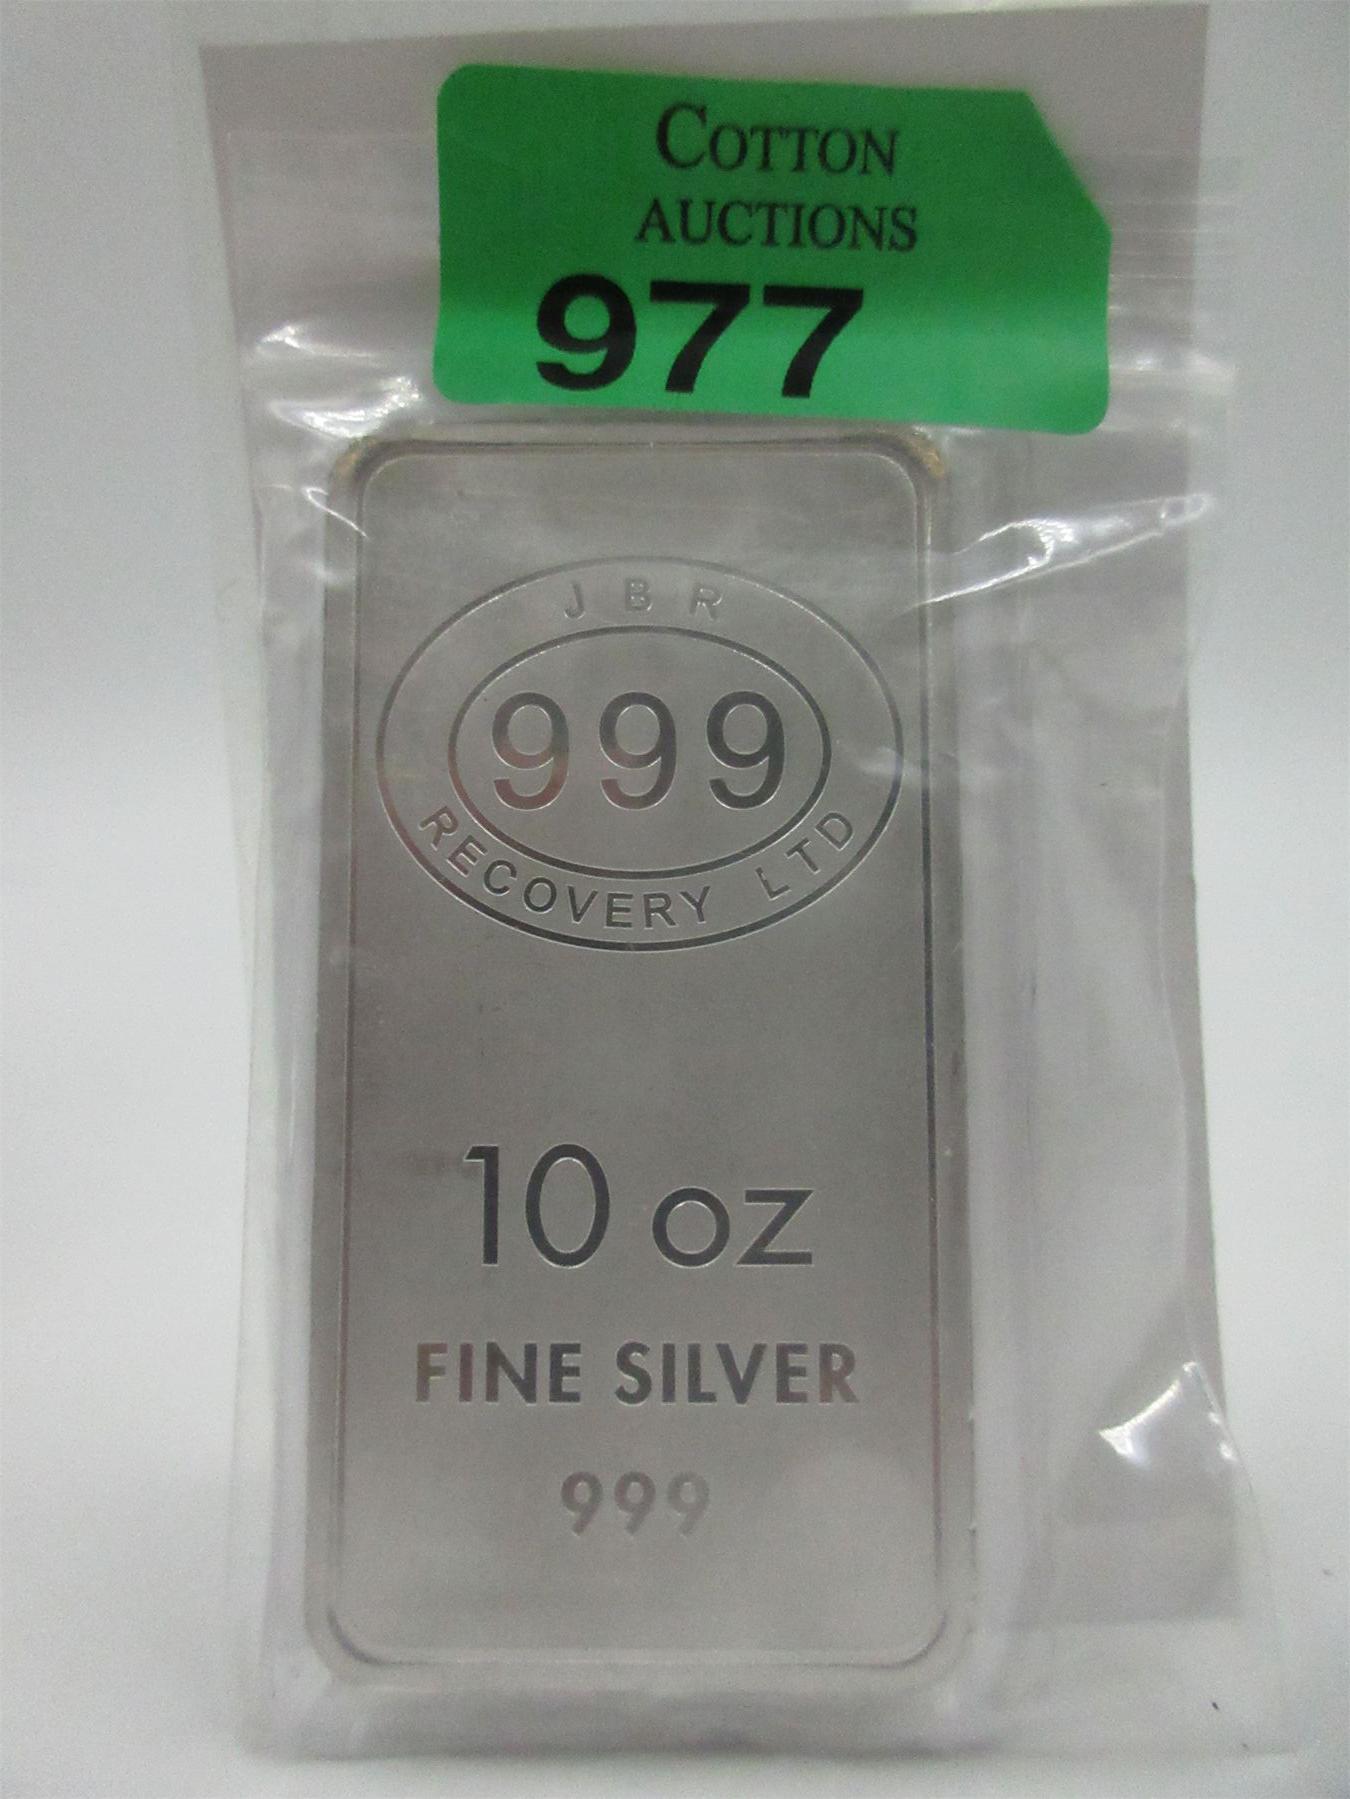 COTTON
AUCTIONS
977
J B R
999
RECOVERY LTD
10 oz
FINE SILVER
999